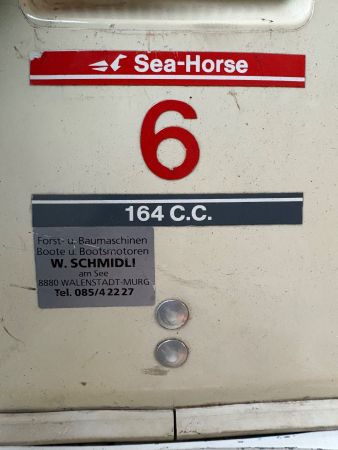 Sea-Horse
6
164 C.C.
Forst- u. Baumaschinen
Boote u. Bootsmotoren
W. SCHMIDLI
am See
8880 WALENSTADT-MURG
Tel. 085/4 22 27